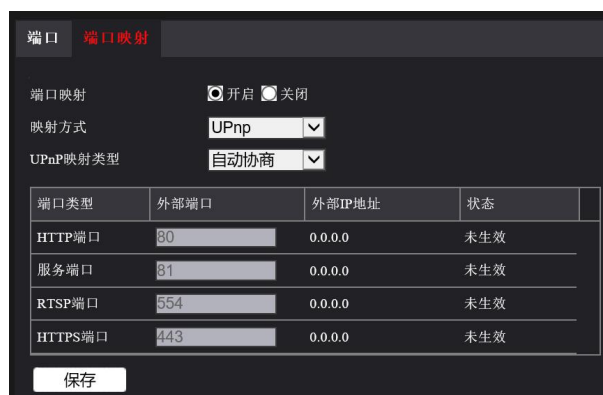 端口 端口映射
端口映射 开启 关闭
映射方式 UPnp
UPnP映射类型 自动协商
端口类型 外部端口 外部IP地址 状态
HTTP端口 80 0.0.0.0 未生效
服务端口 81 0.0.0.0 未生效
RTSP端口 554 0.0.0.0 未生效
HTTPS端口 443 0.0.0.0 未生效
保存